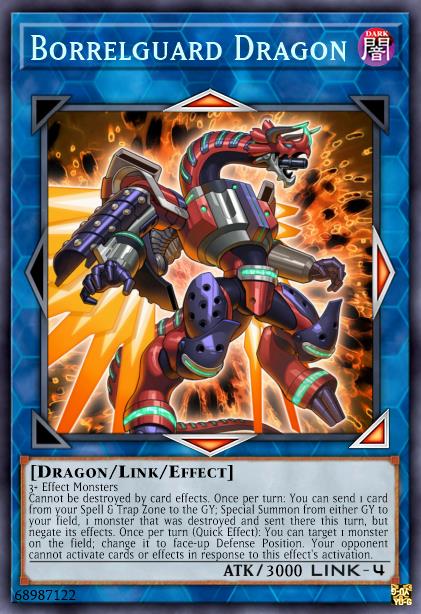 Borrelguard Dragon
DARK
闇
[Dragon/Link/Effect]
3+ Effect Monsters
Cannot be destroyed by card effects. Once per turn: You can send 1 card
from your Spell & Trap Zone to the GY; Special Summon from either GY to
your field, 1 monster that was destroyed and sent there this turn, but
negate its effects. Once per turn (Quick Effect): You can target 1 monster
on the field; change it to face-up Defense Position. Your opponent
cannot activate cards or effects in response to this effect's activation.
ATK/3000 LINK-4
68987122